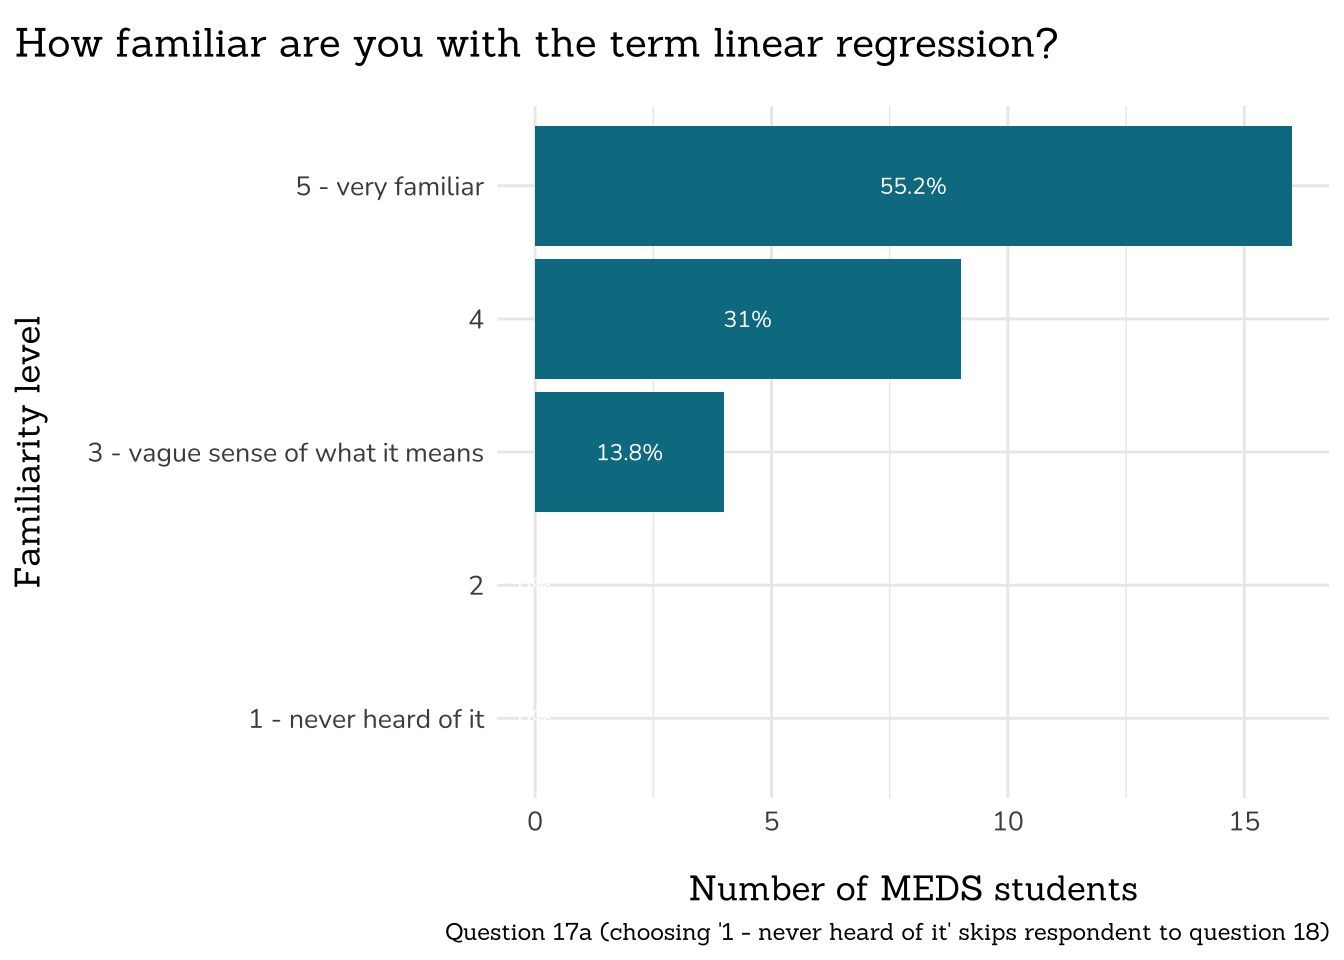 How familiar are you with the term linear regression?
Familiarity level
5 - very familiar
55.2%
4
31%
3 - vague sense of what it means
13.8%
2
1 - never heard of it
0
5
10
15
Number of MEDS students
Question 17a (choosing '1 - never heard of it' skips respondent to question 18)